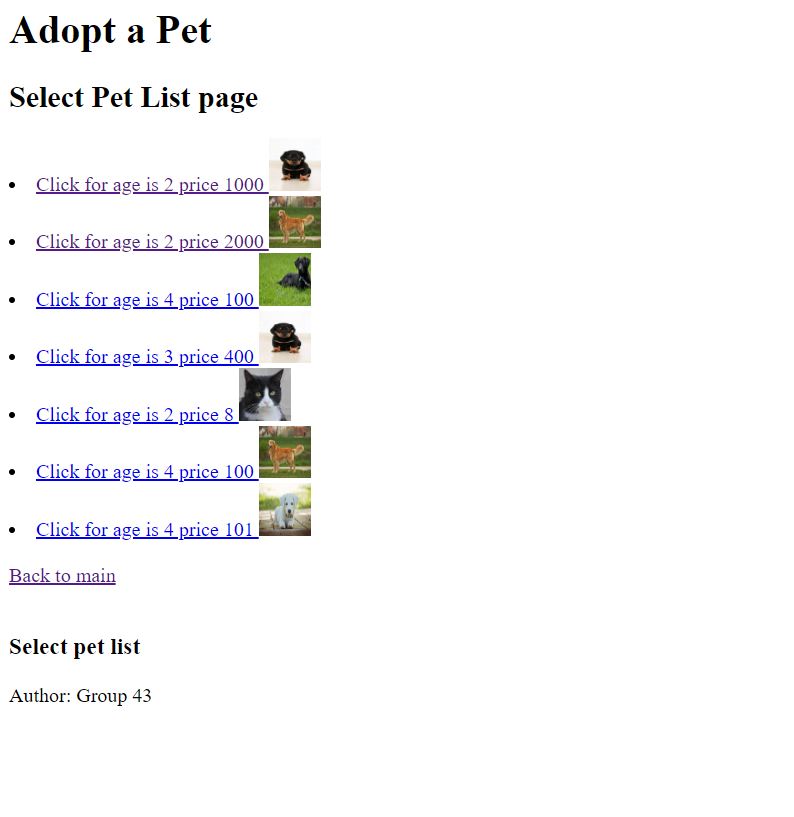 Adopt a Pet
Select Pet List page
Click for age is 2 price 1000
Click for age is 2 price 2000
Click for age is 4 price 100
Click for age is 3 price 400
Click for age is 2 price 8
Click for age is 4 price 100
Click for age is 4 price 101
Back to main
Select pet list
Author: Group 43